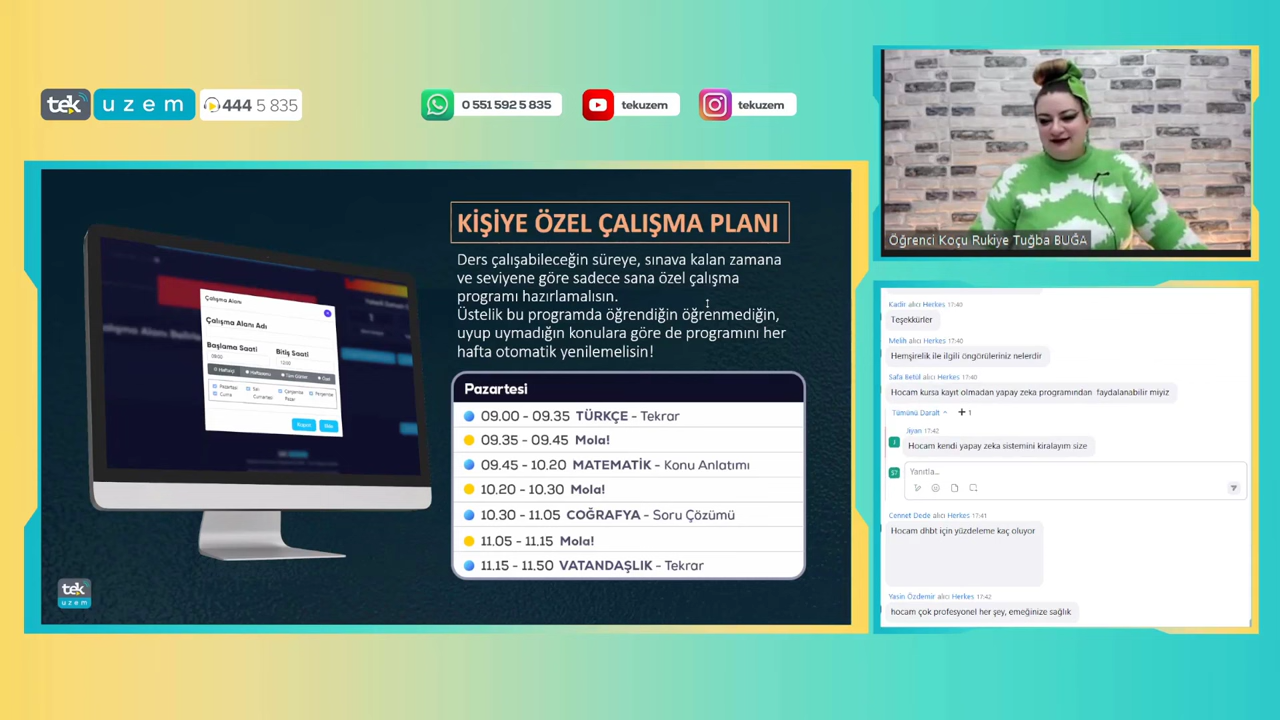 tek uzem 444 5 835
0 551 592 5 835
tekuzem
tekuzem
KİŞİYE ÖZEL ÇALIŞMA PLANI
Ders çalışabileceğin süreye, sınava kalan zamana
ve seviyene göre sadece sana özel çalışma
programı hazırlamalısın.
Üstelik bu programda öğrendiğin öğrenmediğin,
uyup uymadığın konulara göre de programını her
hafta otomatik yenilemelisin!
Pazartesi
09.00 - 09.35 TÜRKÇE - Tekrar
09.35 - 09.45 Mola!
09.45 - 10.20 MATEMATİK - Konu Anlatımı
10.20 - 10.30 Mola!
10.30 - 11.05 COĞRAFYA - Soru Çözümü
11.05 - 11.15 Mola!
11.15 - 11.50 VATANDAŞLIK - Tekrar
Çalışma Alanı
Çalışma Alanı Adı
Başlama Saati
Bitiş Saati
tek
uzem
Öğrenci Koçu Rukiye Tuğba BUĞA
Kadir alıcı Herkes 17:40
Teşekkürler
Melih alıcı Herkes 17:40
Hemşirelik ile ilgili öngörüleriniz nelerdir
Safa Betül alıcı Herkes 17:40
Hocam kursa kayıt olmadan yapay zeka programından faydalanabilir miyiz
Tümünü Daralt + 1
Jiyan 17:42
J
Hocam kendi yapay zeka sistemini kiralayım size
Yanıtla...
Cennet Dede alıcı Herkes 17:41
Hocam dhbt için yüzdeleme kaç oluyor
Yasin Özdemir alıcı Herkes 17:42
hocam çok profesyonel her şey, emeğinize sağlık